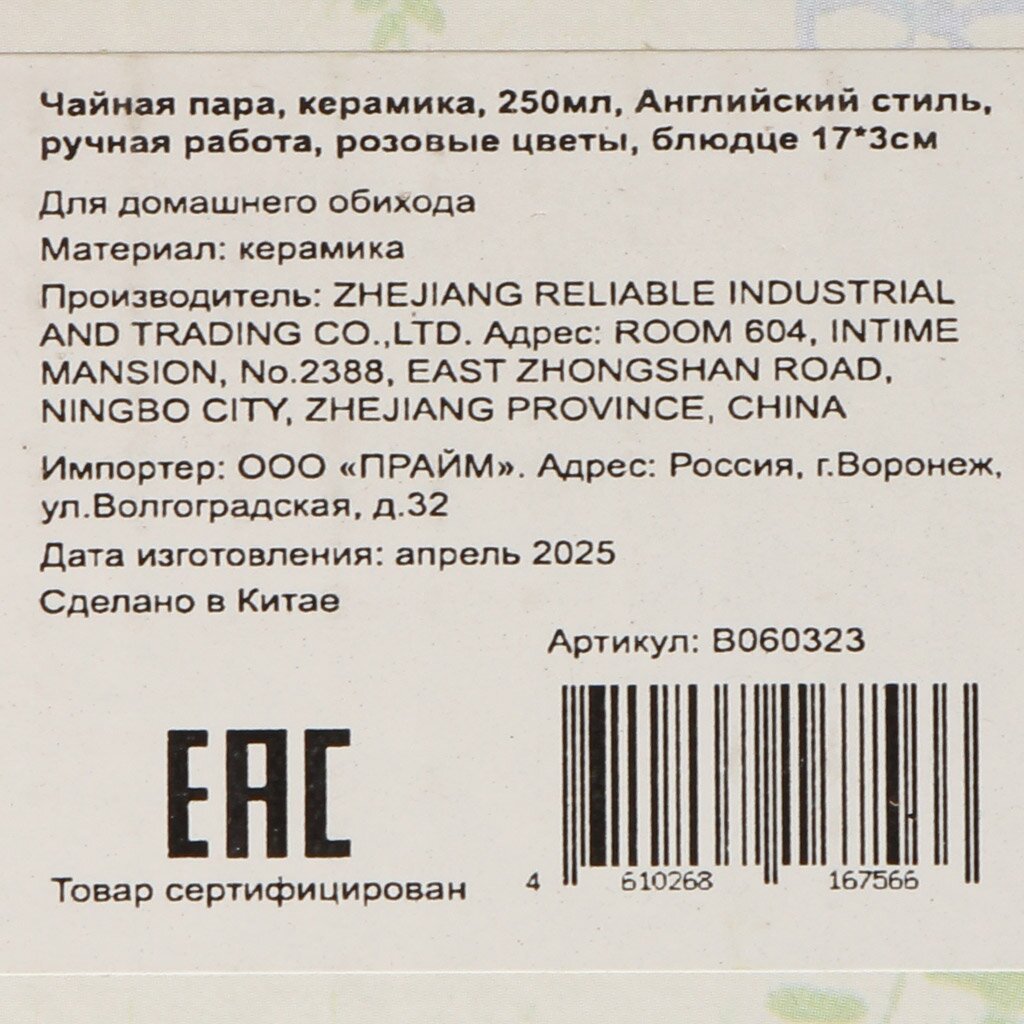 Чайная пара, керамика, 250мл, Английский стиль,
ручная работа, розовые цветы, блюдце 17*3см
Для домашнего обихода
Материал: керамика
Производитель: ZHEJIANG RELIABLE INDUSTRIAL
AND TRADING CO.,LTD. Адрес: ROOM 604, INTIME
MANSION, No.2388, EAST ZHONGSHAN ROAD,
NINGBO CITY, ZHEJIANG PROVINCE, CHINA
Импортер: ООО «ПРАЙМ». Адрес: Россия, г.Воронеж,
ул.Волгоградская, д.32
Дата изготовления: апрель 2025
Сделано в Китае
Артикул: B060323
EAC
Товар сертифицирован
4 610268 167566